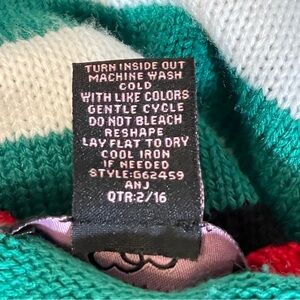 TURN INSIDE OUT
MACHINE WASH
COLD
WITH LIKE COLORS
GENTLE CYCLE
DO NOT BLEACH
RESHAPE
LAY FLAT TO DRY
COOL IRON
IF NEEDED
STYLE:G62459
ANJ
QTR:2/16